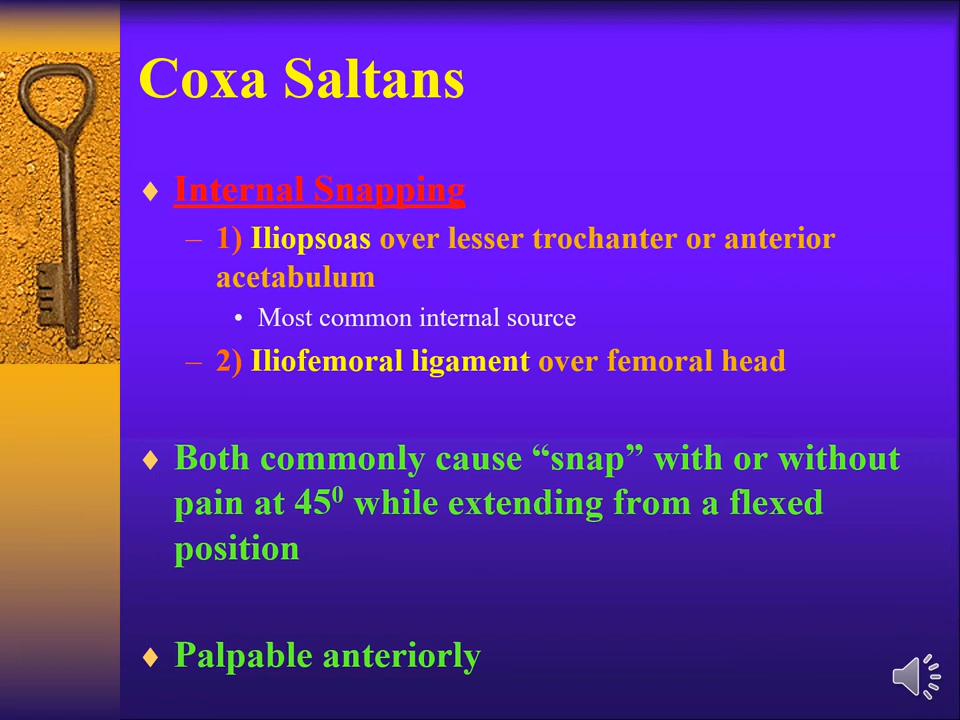 Coxa Saltans
♦ Internal Snapping
– 1) Iliopsoas over lesser trochanter or anterior
acetabulum
• Most common internal source
– 2) Iliofemoral ligament over femoral head
♦ Both commonly cause “snap” with or without
pain at 45⁰ while extending from a flexed
position
♦ Palpable anteriorly